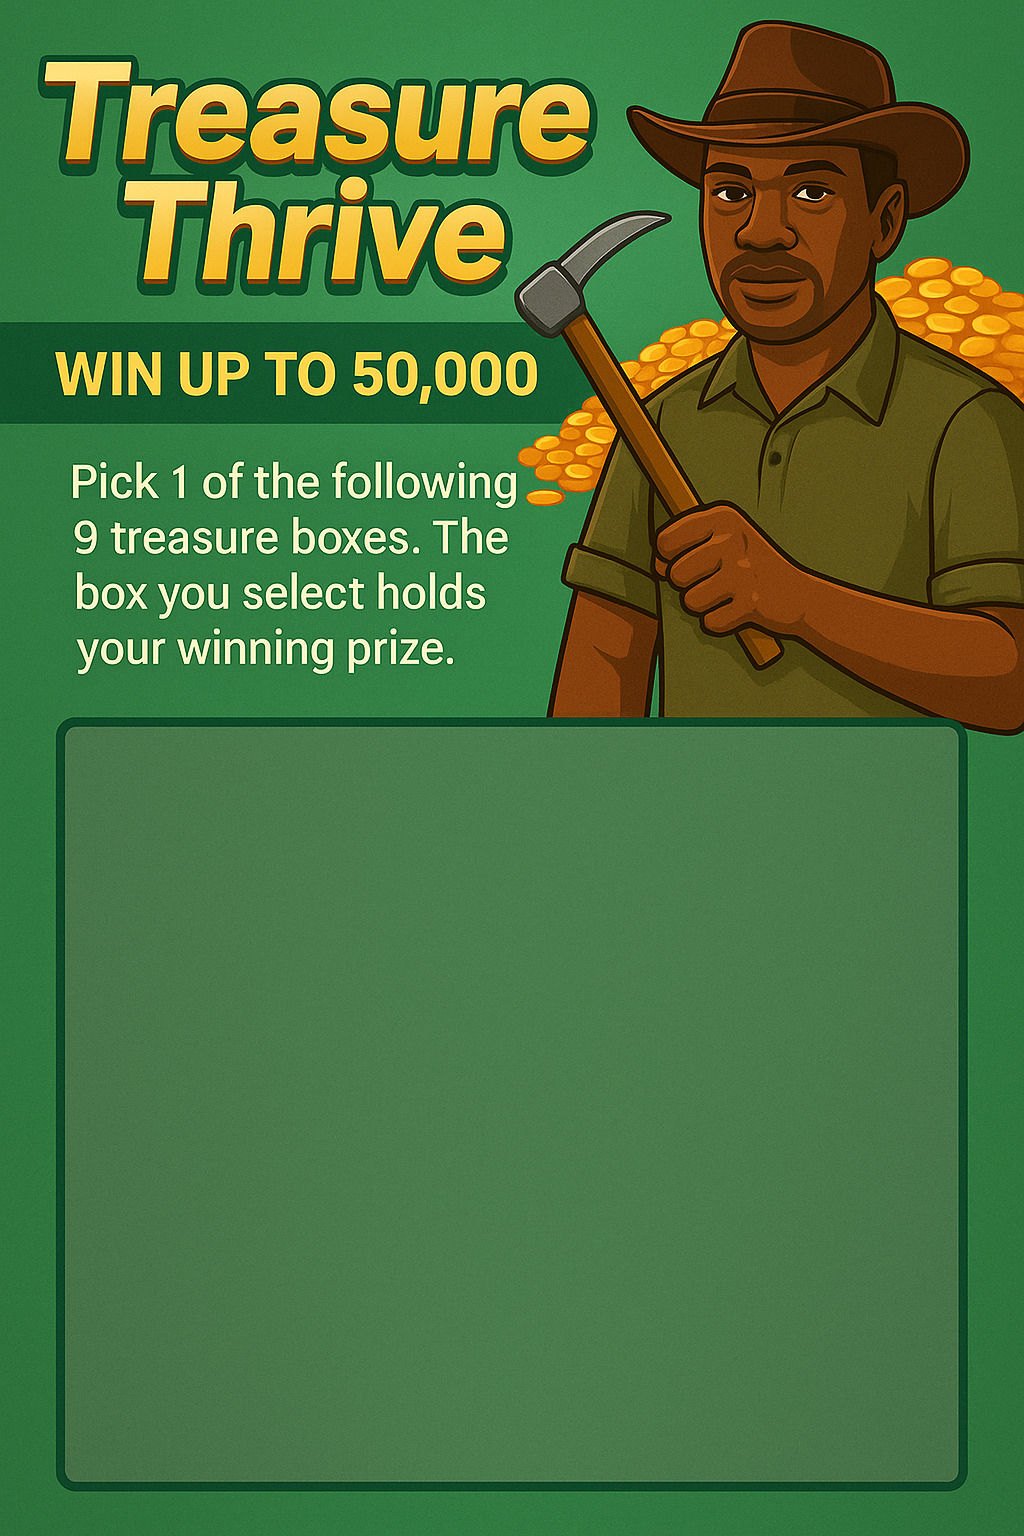 Treasure
Thrive
WIN UP TO 50,000
Pick 1 of the following
9 treasure boxes. The
box you select holds
your winning prize.